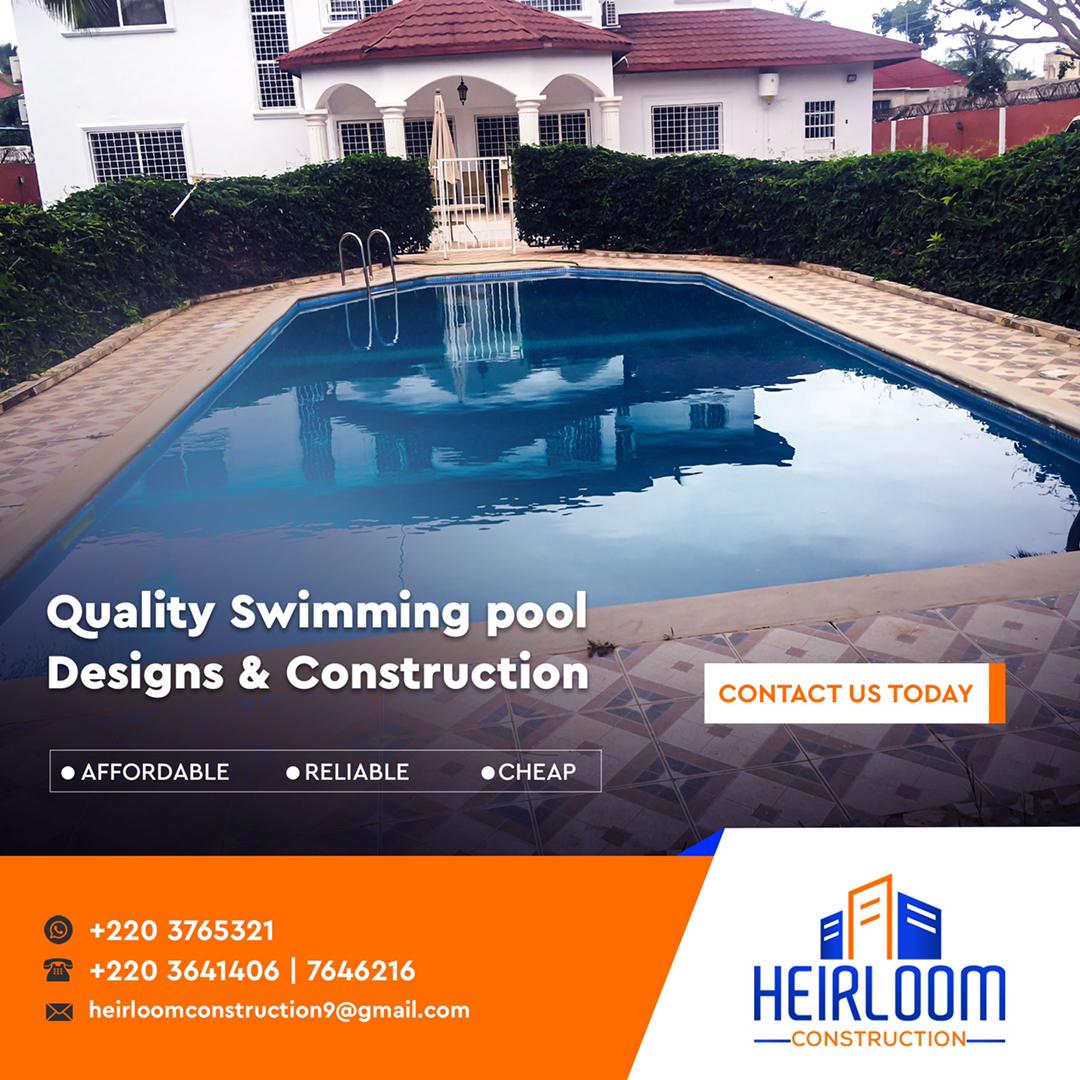 Quality Swimming pool
Designs & Construction
CONTACT US TODAY
● AFFORDABLE ● RELIABLE ● CHEAP
+220 3765321
+220 3641406 | 7646216
heirloomconstruction9@gmail.com
HEIRLOOM
CONSTRUCTION